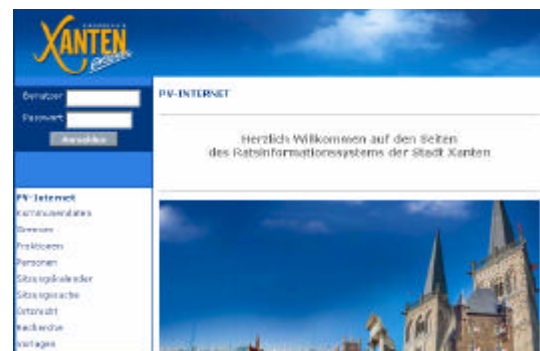 XANTEN
Benutzer
Passwort
Anmelden
PV-INTERNET
Herzlich Willkommen auf den Seiten
des Ratsinformationssystems der Stadt Xanten
PV-Internet
Kommunendaten
Gremien
Fraktionen
Personen
Sitzungskalender
Sitzungssuche
Ortsrecht
Recherche
Vorlagen